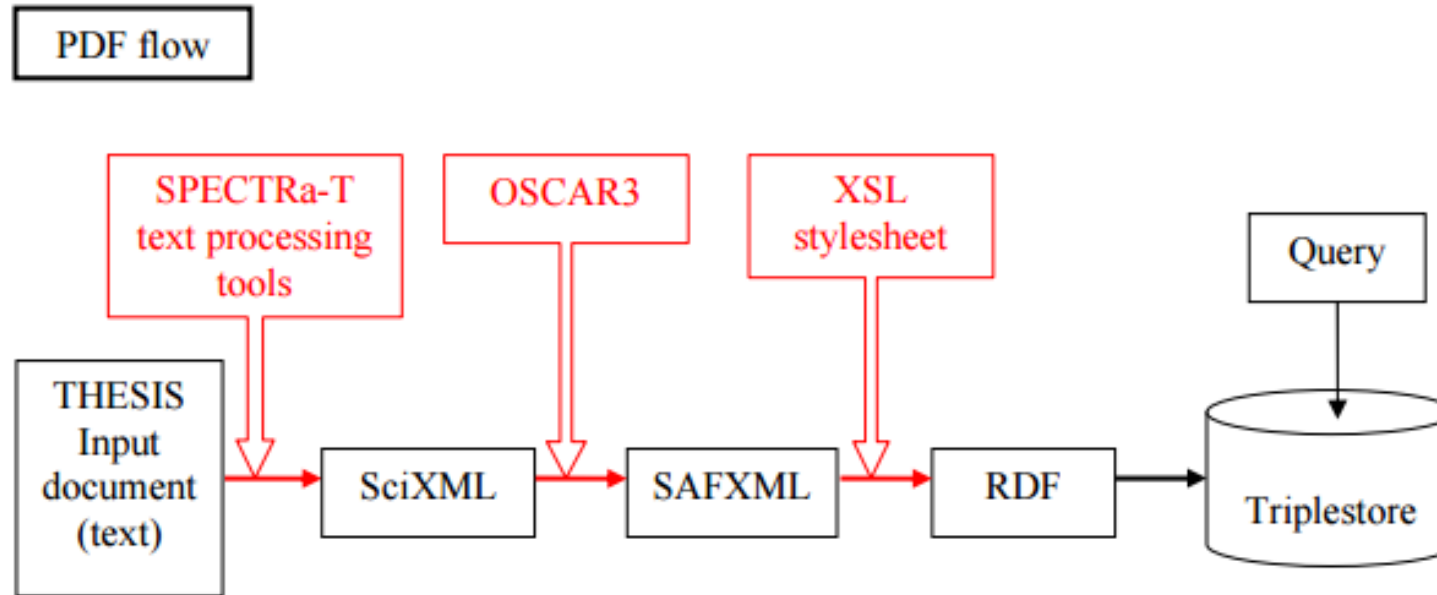 PDF flow
SPECTRa-T
text processing
tools
OSCAR3
XSL
stylesheet
Query
THESIS
Input
document
(text)
SciXML
SAFXML
RDF
Triplestore